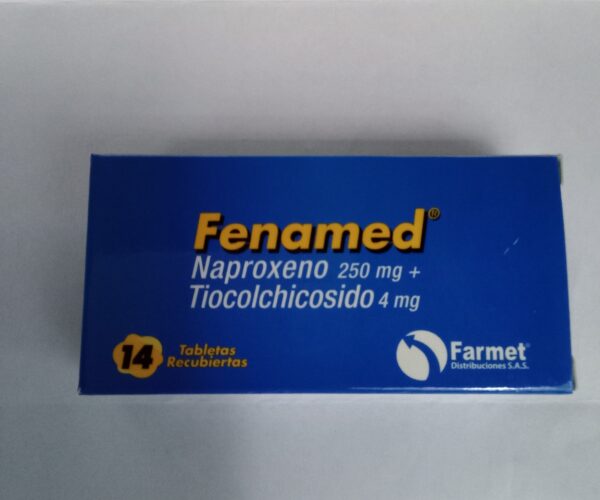 Fenamed®
Naproxeno 250 mg +
Tiocolchicosido 4 mg
14 Tabletas
Recubiertas
Farmet®
Distribuciones S.A.S.